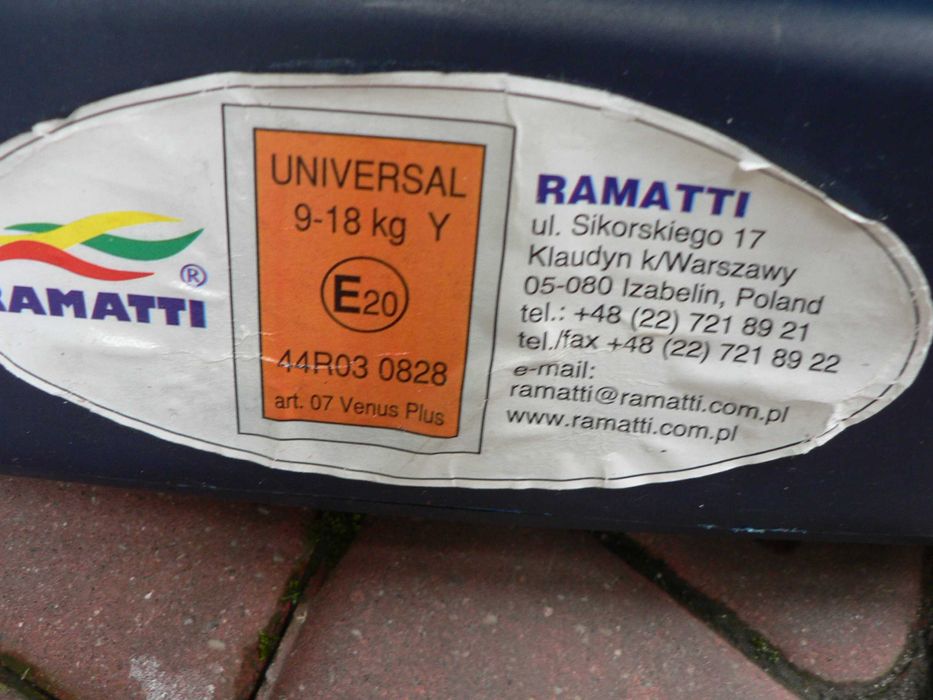 RAMATTI
®
UNIVERSAL
9-18 kg Y
E20
44R03 0828
art. 07 Venus Plus
RAMATTI
ul. Sikorskiego 17
Klaudyn k/Warszawy
05-080 Izabelin, Poland
tel.: +48 (22) 721 89 21
tel./fax +48 (22) 721 89 22
e-mail:
ramatti@ramatti.com.pl
www.ramatti.com.pl